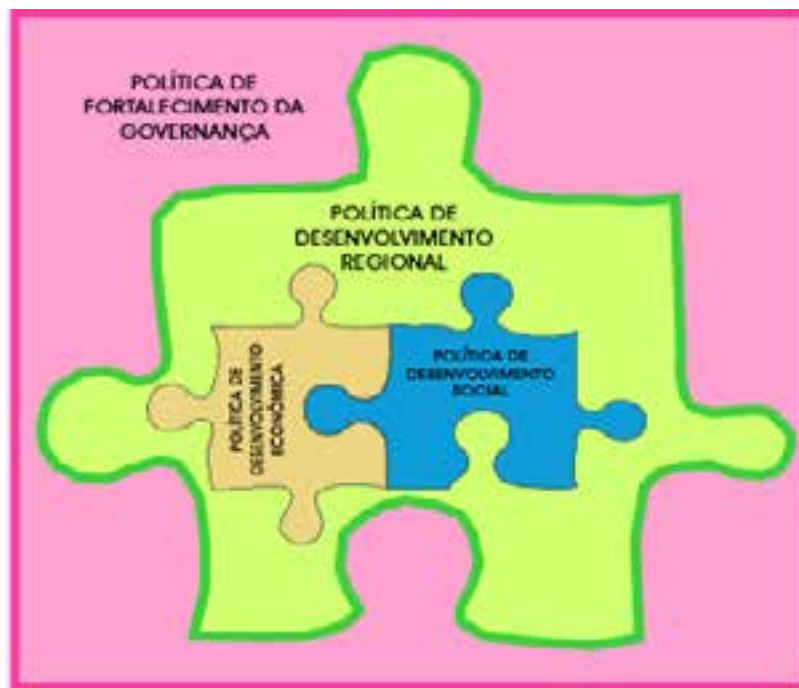 POLÍTICA DE
FORTALECIMENTO DA
GOVERNANÇA
POLÍTICA DE
DESENVOLVIMENTO
REGIONAL
POLÍTICA DE
DESENVOLVIMENTO
ECONÔMICA
POLÍTICA DE
DESENVOLVIMENTO
SOCIAL